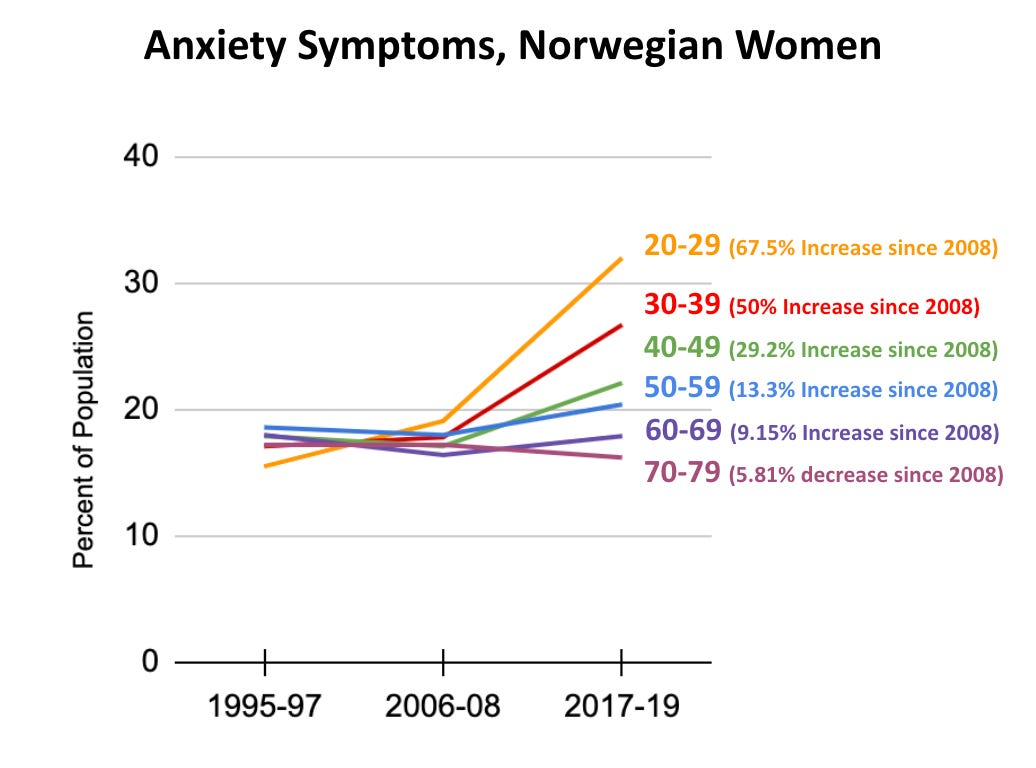 Anxiety Symptoms, Norwegian Women
40
30
20
10
0
Percent of Population
20-29 (67.5% Increase since 2008)
30-39 (50% Increase since 2008)
40-49 (29.2% Increase since 2008)
50-59 (13.3% Increase since 2008)
60-69 (9.15% Increase since 2008)
70-79 (5.81% decrease since 2008)
1995-97 2006-08 2017-19